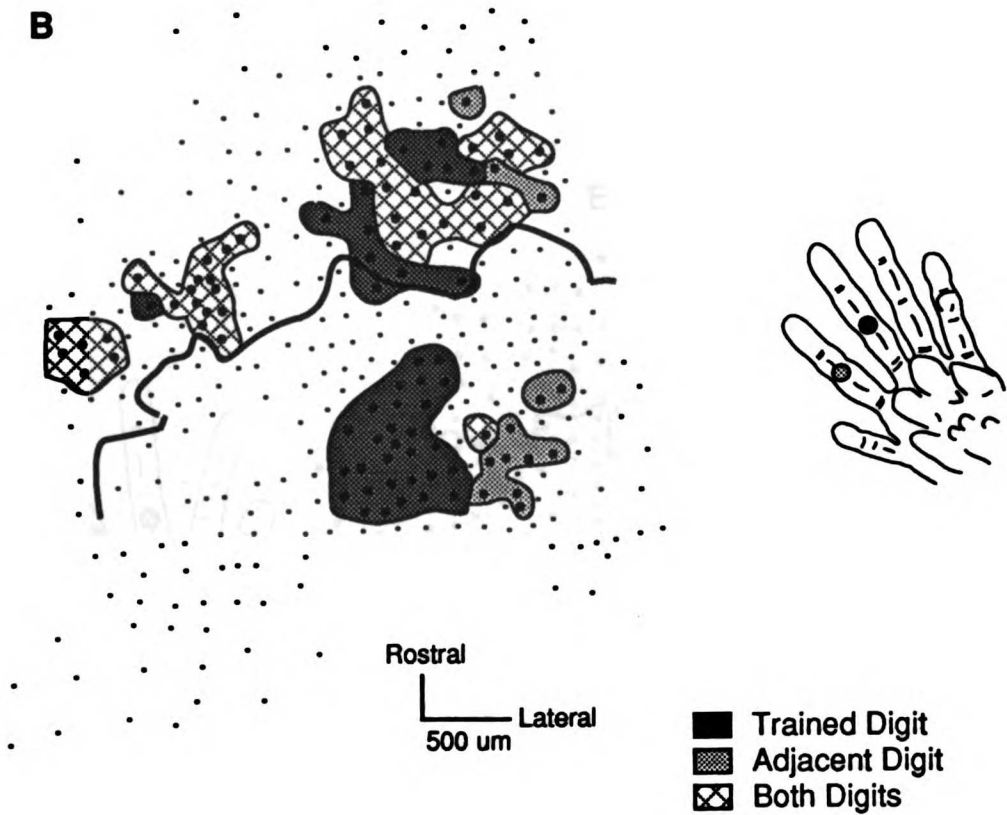 B
Rostral
Lateral
500 um
Trained Digit
Adjacent Digit
Both Digits